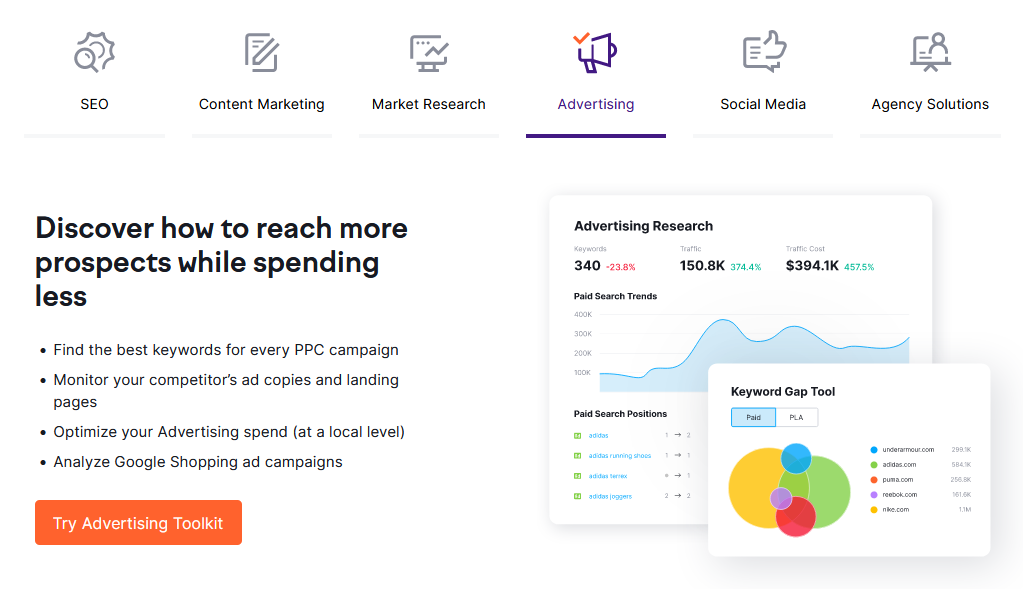 SEO
Content Marketing
Market Research
Advertising
Social Media
Agency Solutions
Discover how to reach more
prospects while spending
less
• Find the best keywords for every PPC campaign
• Monitor your competitor’s ad copies and landing
pages
• Optimize your Advertising spend (at a local level)
• Analyze Google Shopping ad campaigns
Try Advertising Toolkit
Advertising Research
Keywords Traffic Traffic Cost
340 -23.8% 150.8K 374.4% $394.1K 457.5%
Paid Search Trends
400K
300K
200K
100K
Paid Search Positions
adidas 1 → 2
adidas running shoes 1 → 1
adidas terrex → 1
adidas joggers 2 → 2
Keyword Gap Tool
Paid PLA
underarmour.com 299.1K
adidas.com 584.1K
puma.com 256.8K
reebok.com 161.6K
nike.com 1.1M